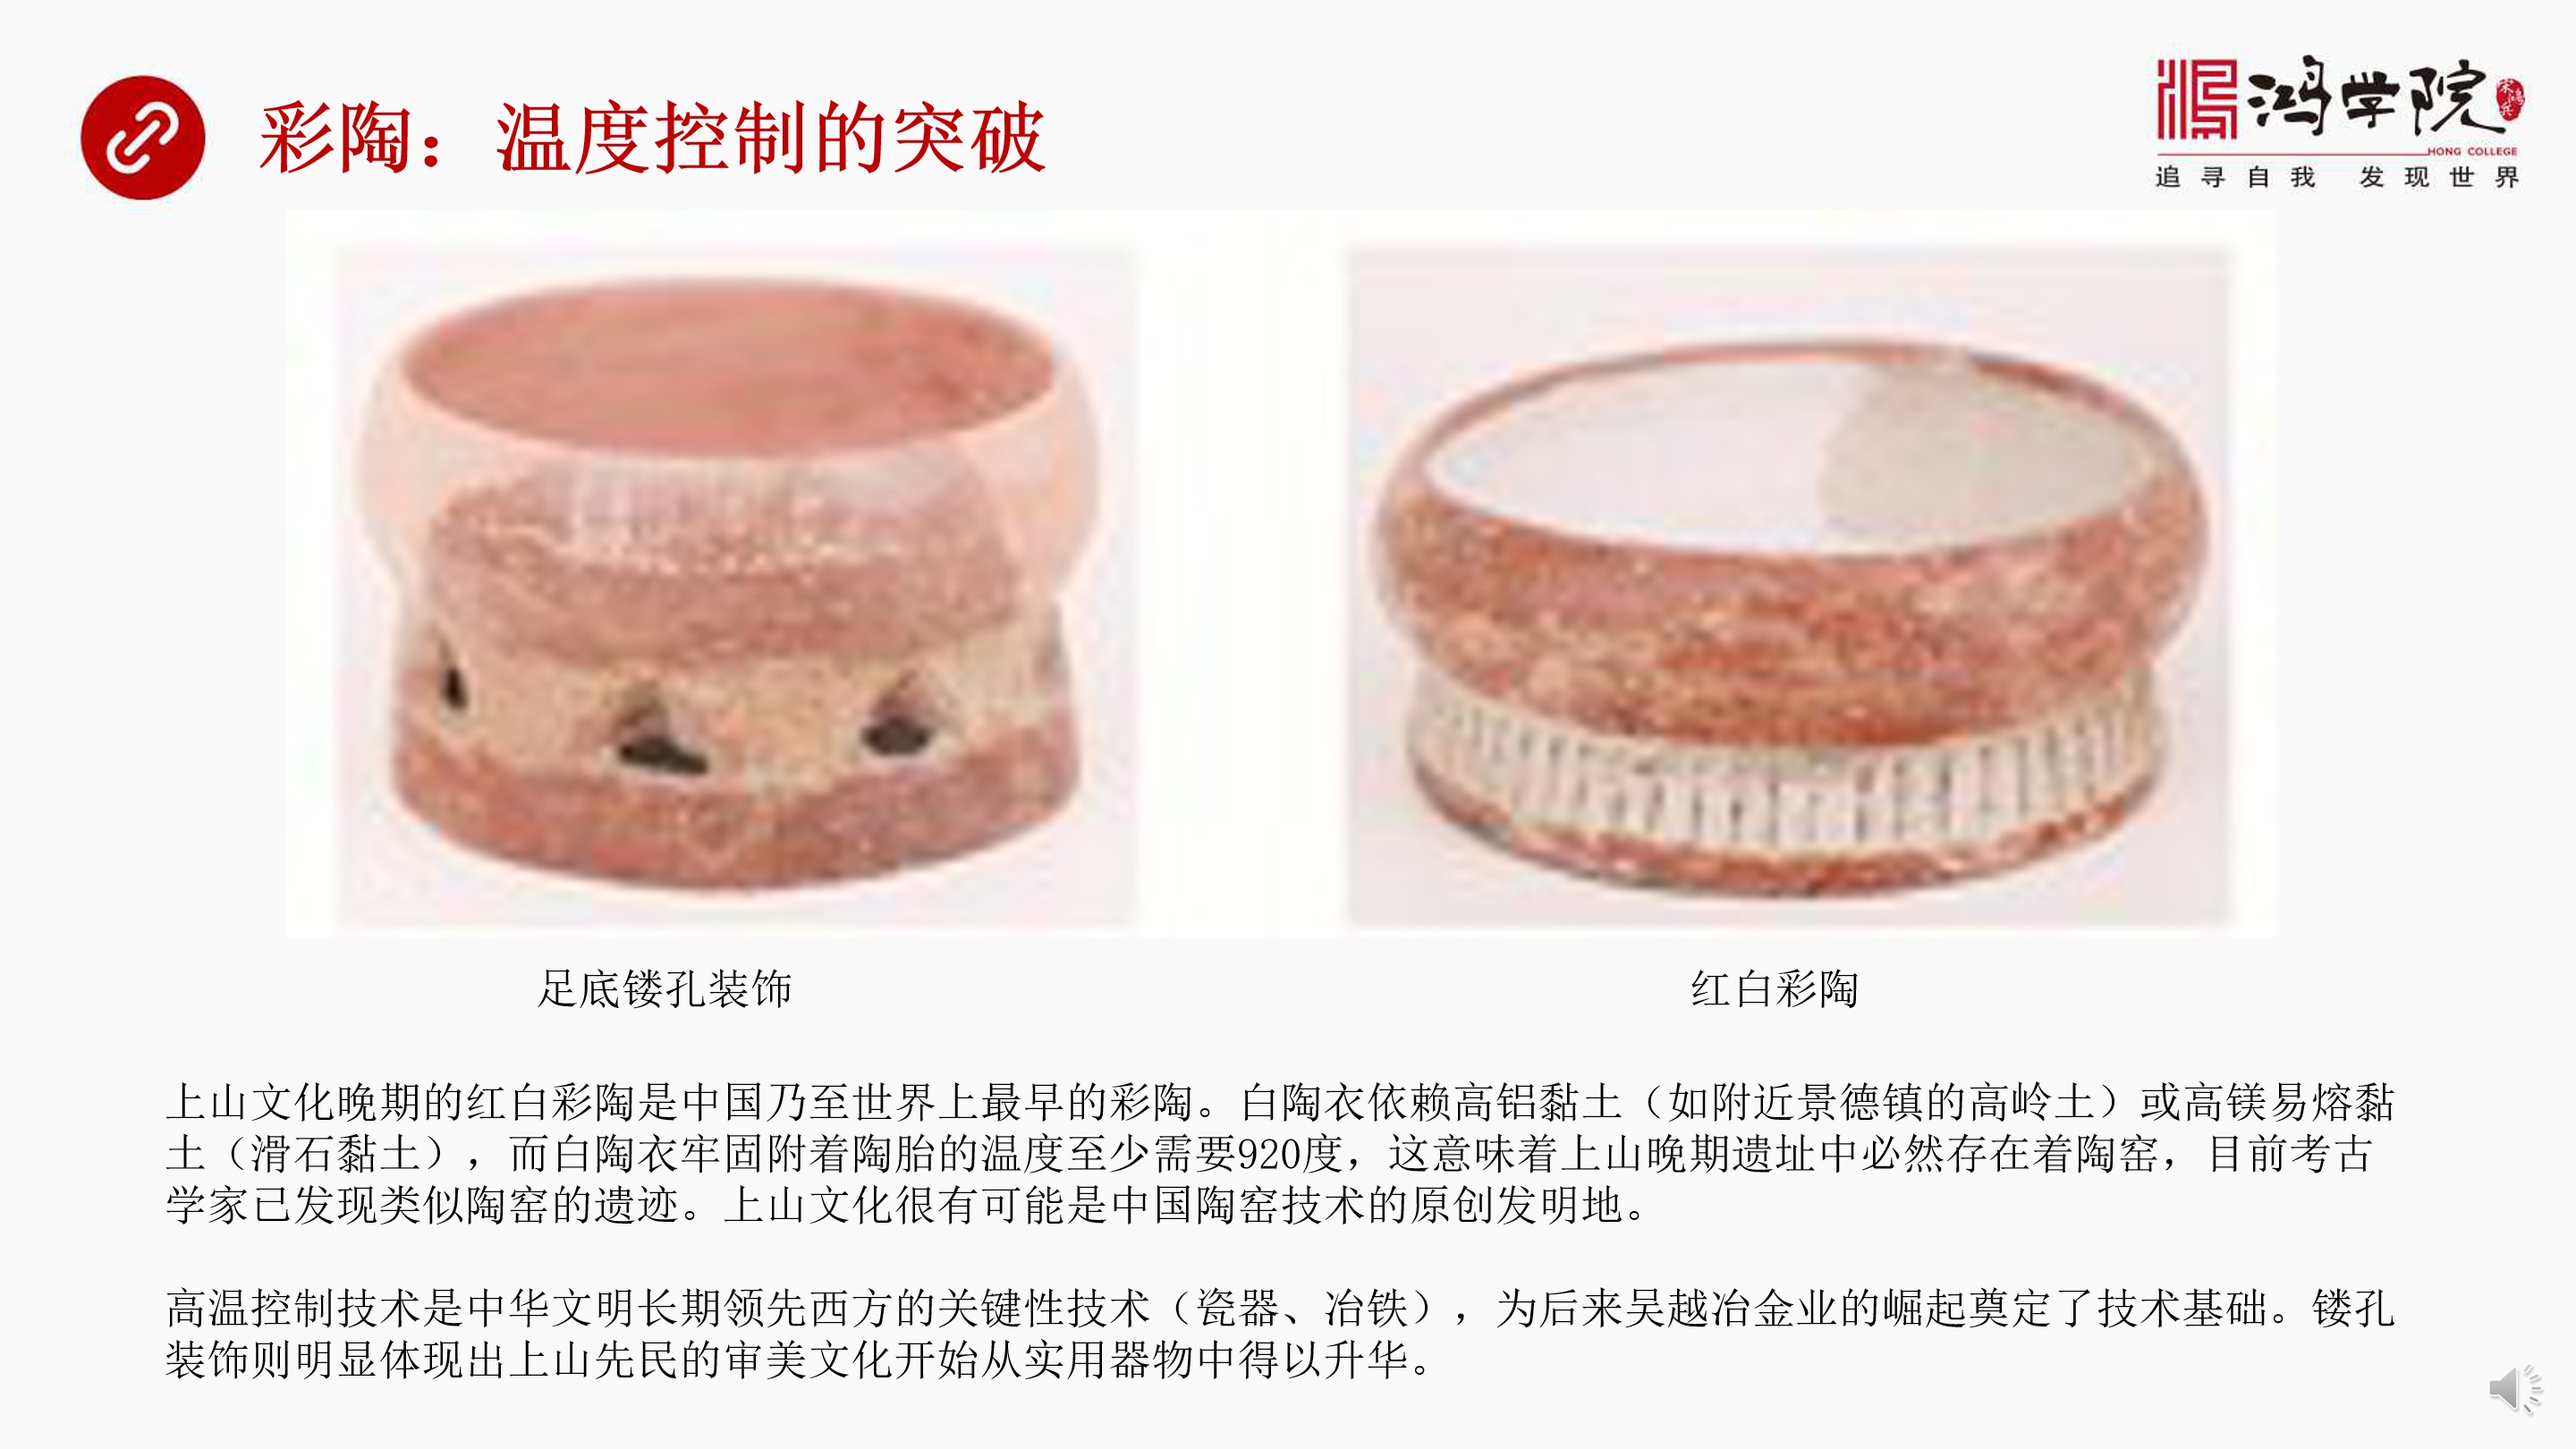 彩陶：温度控制的突破
鸿学院
HONG COLLEGE
追寻自我 发现世界
足底镂孔装饰
红白彩陶
上山文化晚期的红白彩陶是中国乃至世界上最早的彩陶。白陶衣依赖高铝黏土（如附近景德镇的高岭土）或高镁易熔黏
土（滑石黏土），而白陶衣牢固附着陶胎的温度至少需要920度，这意味着上山晚期遗址中必然存在着陶窑，目前考古
学家已发现类似陶窑的遗迹。上山文化很有可能是中国陶窑技术的原创发明地。
高温控制技术是中华文明长期领先西方的关键性技术（瓷器、冶铁），为后来吴越冶金业的崛起奠定了技术基础。镂孔
装饰则明显体现出上山先民的审美文化开始从实用器物中得以升华。